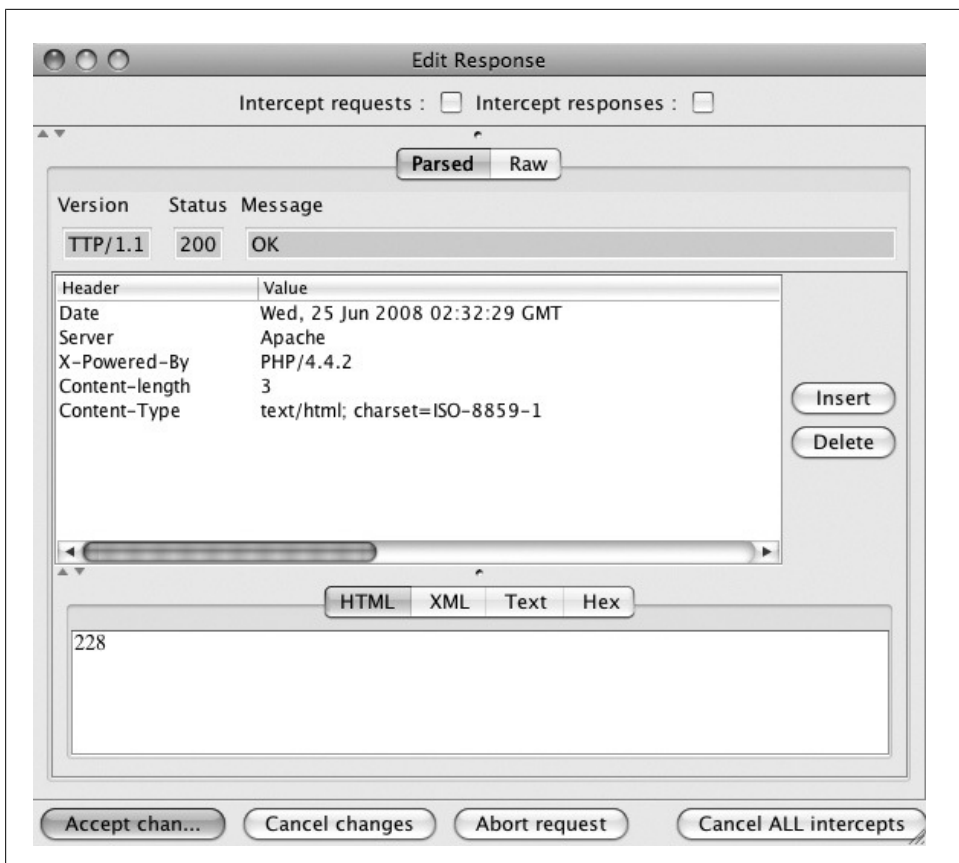 Edit Response
Intercept requests : Intercept responses :
Parsed Raw
Version Status Message
TTP/1.1 200 OK
Header Value
Date Wed, 25 Jun 2008 02:32:29 GMT
Server Apache
X-Powered-By PHP/4.4.2
Content-length 3
Content-Type text/html; charset=ISO-8859-1
Insert
Delete
HTML XML Text Hex
228
Accept chan... Cancel changes Abort request Cancel ALL intercepts